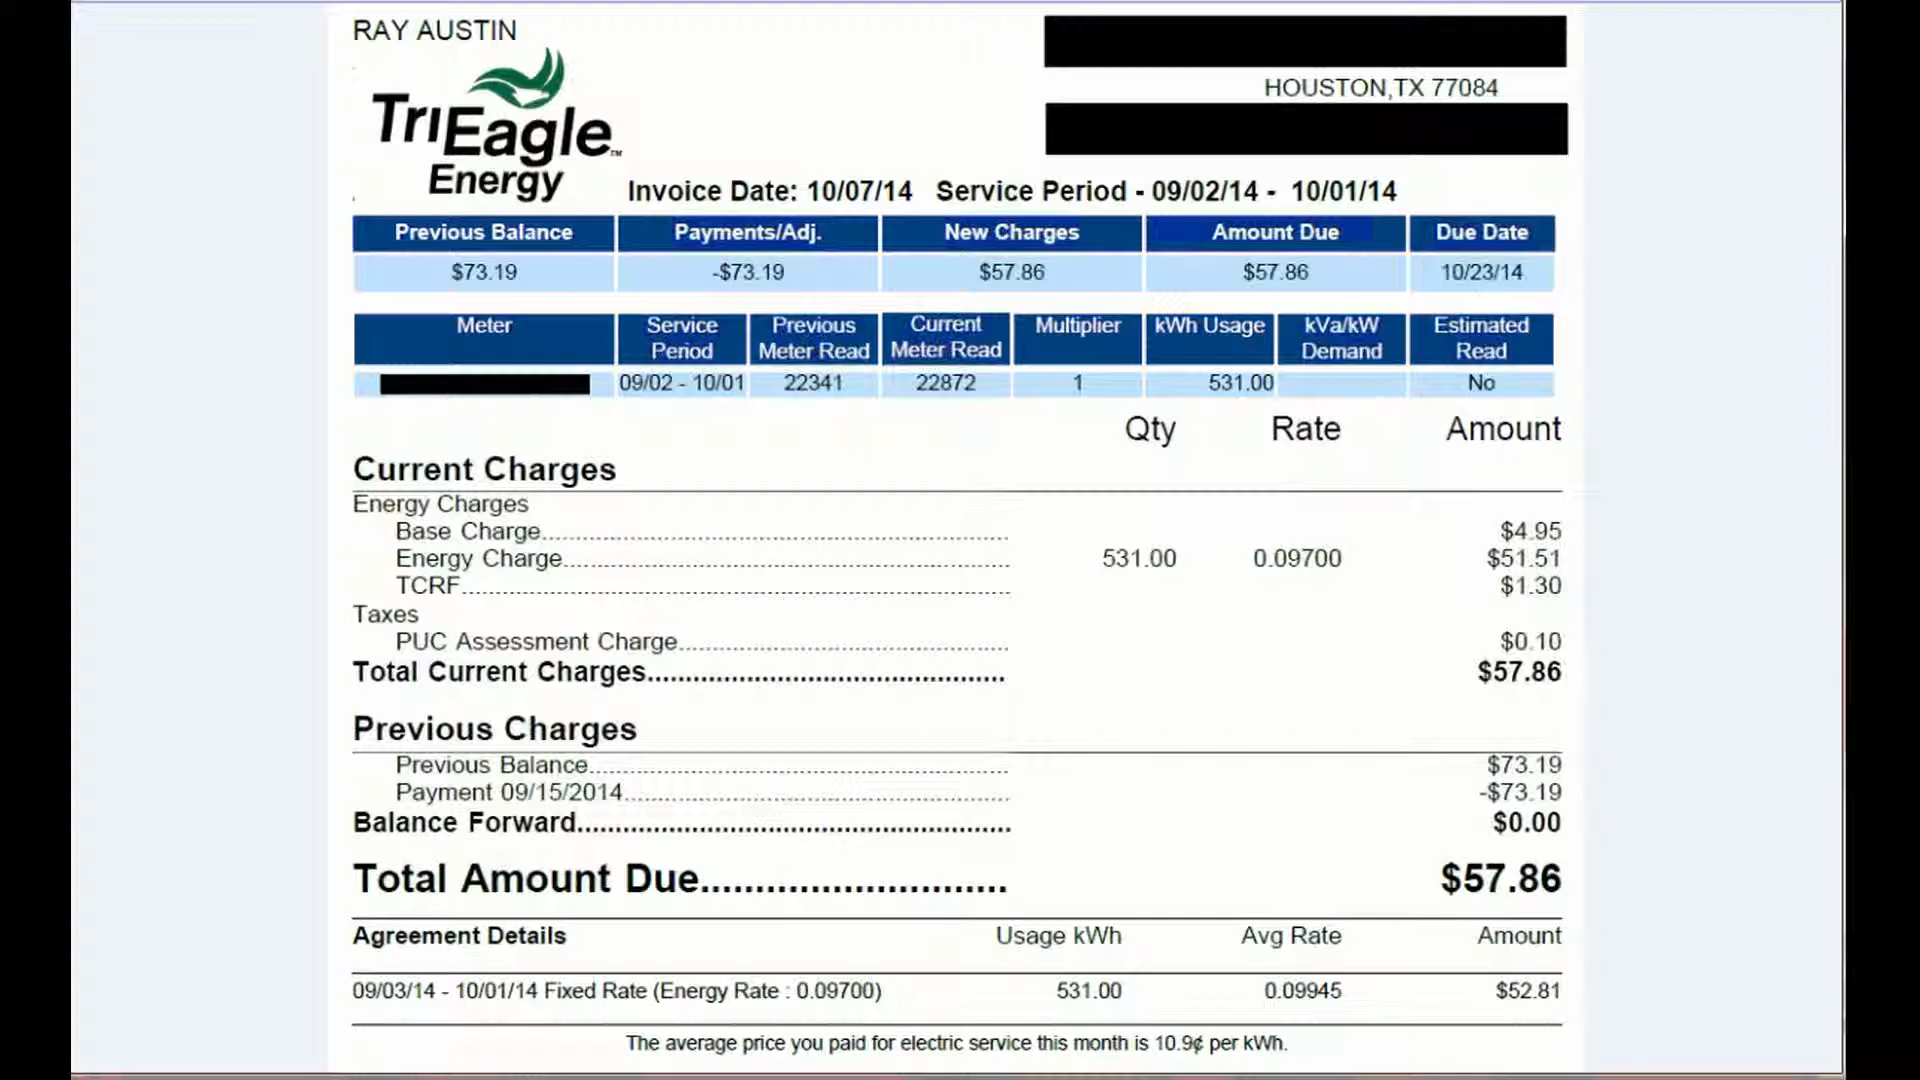 RAY AUSTIN
HOUSTON,TX 77084
TriEagle
Energy
Invoice Date: 10/07/14 Service Period - 09/02/14 - 10/01/14
Previous Balance Payments/Adj. New Charges Amount Due Due Date
$73.19 -$73.19 $57.86 $57.86 10/23/14
Meter Service Period Previous Meter Read Current Meter Read Multiplier kWh Usage kVa/kW Demand Estimated Read
09/02 - 10/01 22341 22872 1 531.00 No
Qty Rate Amount
Current Charges
Energy Charges
Base Charge $4.95
Energy Charge 531.00 0.09700 $51.51
TCRF $1.30
Taxes
PUC Assessment Charge $0.10
Total Current Charges $57.86
Previous Charges
Previous Balance $73.19
Payment 09/15/2014 -$73.19
Balance Forward $0.00
Total Amount Due $57.86
Agreement Details Usage kWh Avg Rate Amount
09/03/14 - 10/01/14 Fixed Rate (Energy Rate : 0.09700) 531.00 0.09945 $52.81
The average price you paid for electric service this month is 10.9¢ per kWh.